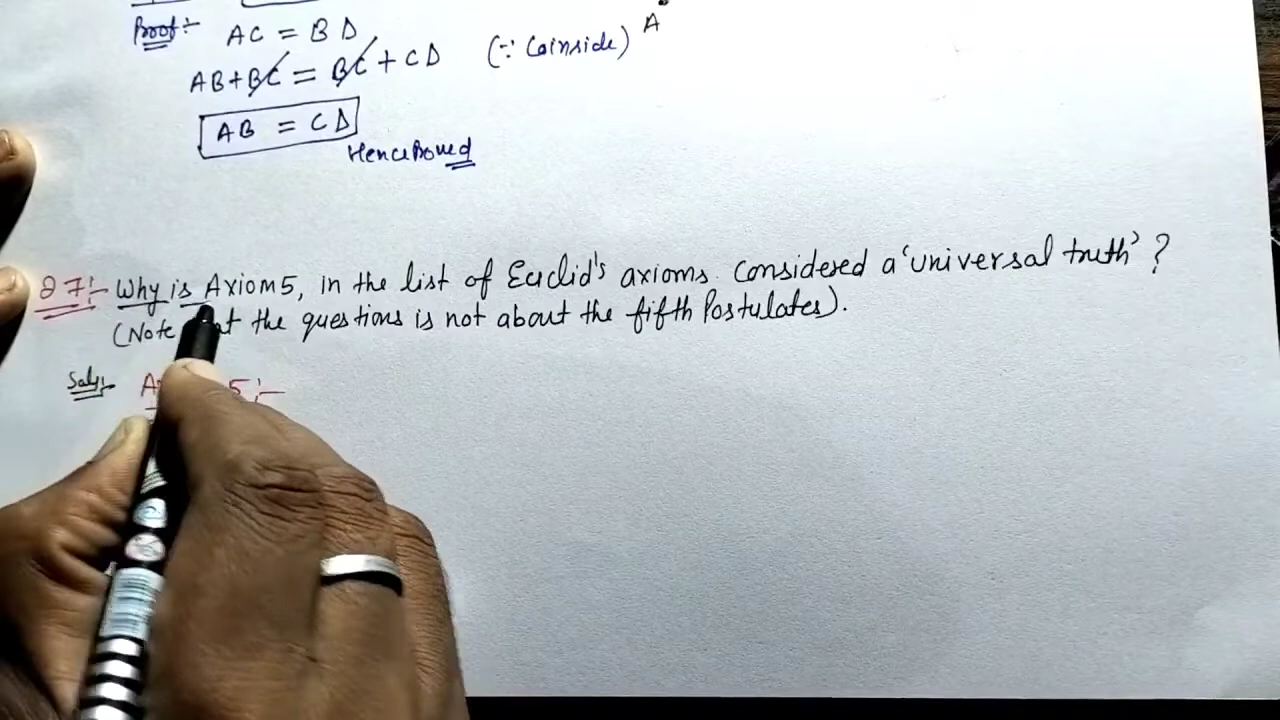 Proof:-
AC = BD
AB+BC = BC+CD (∵ Coinside) A
AB = CD
Hence Proved
Q7:- Why is Axiom5, in the list of Euclid's axioms. Considered a 'universal truth' ?
(Note the questions is not about the fifth Postulates).
Soln:- 5:-